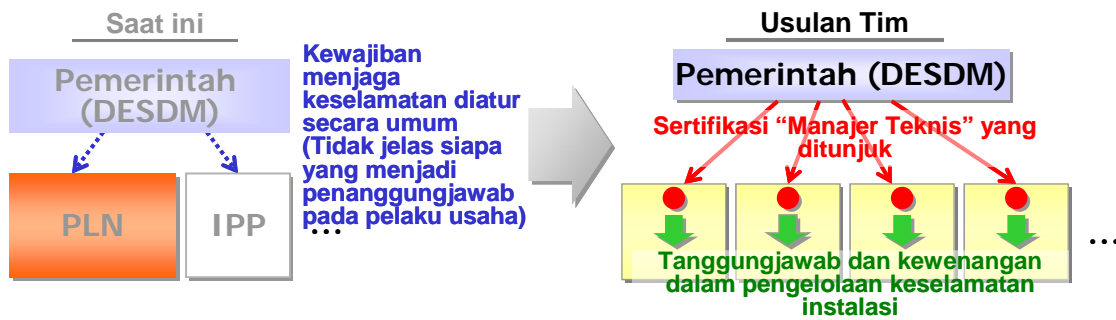 Saat ini
Pemerintah
(DESDM)
PLN
IPP
Kewajiban
menjaga
keselamatan diatur
secara umum
(Tidak jelas siapa
yang menjadi
penanggungjawab
pada pelaku usaha)
...
Usulan Tim
Pemerintah (DESDM)
Sertifikasi “Manajer Teknis” yang
ditunjuk
...
Tanggungjawab dan kewenangan
dalam pengelolaan keselamatan
instalasi